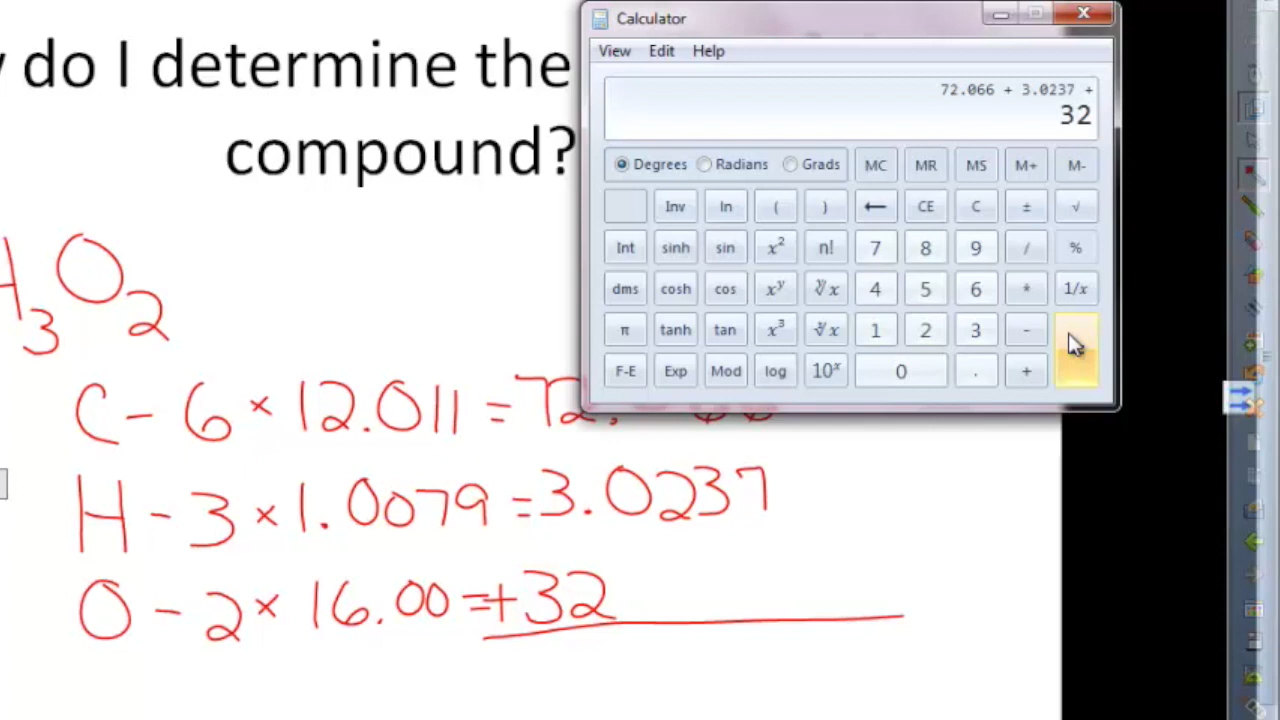 do I determine the
compound?
H3O2
C - 6 × 12.011 = 72.
H - 3 × 1.0079 = 3.0237
O - 2 × 16.00 = +32
Calculator
View Edit Help
72.066 + 3.0237 +
32
Degrees Radians Grads MC MR MS M+ M-
Inv ln ( ) ← CE C ± √
Int sinh sin x² n! 7 8 9 / %
dms cosh cos xʸ ʸ√x 4 5 6 * 1/x
π tanh tan x³ ³√x 1 2 3 -
F-E Exp Mod log 10ˣ 0 . +